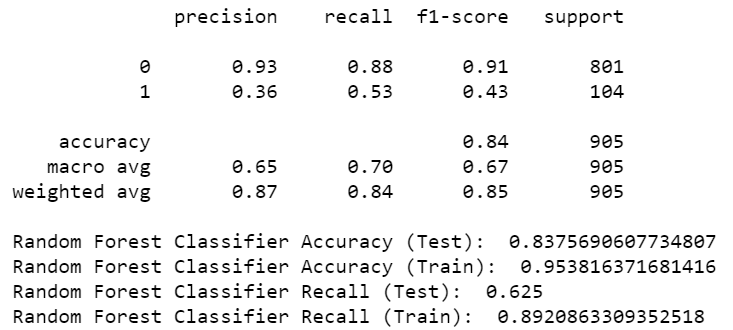 precision recall f1-score support
0 0.93 0.88 0.91 801
1 0.36 0.53 0.43 104
accuracy 0.84 905
macro avg 0.65 0.70 0.67 905
weighted avg 0.87 0.84 0.85 905
Random Forest Classifier Accuracy (Test): 0.8375690607734807
Random Forest Classifier Accuracy (Train): 0.953816371681416
Random Forest Classifier Recall (Test): 0.625
Random Forest Classifier Recall (Train): 0.8920863309352518